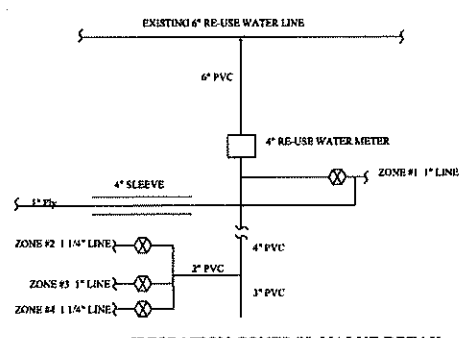 EXISTING 6" RE-USE WATER LINE
6" PVC
4" RE-USE WATER METER
ZONE #1 1" LINE
4" SLEEVE
ZONE #2 1 1/4" LINE
4" PVC
2" PVC
ZONE #3 1" LINE
3" PVC
ZONE #4 1 1/4" LINE